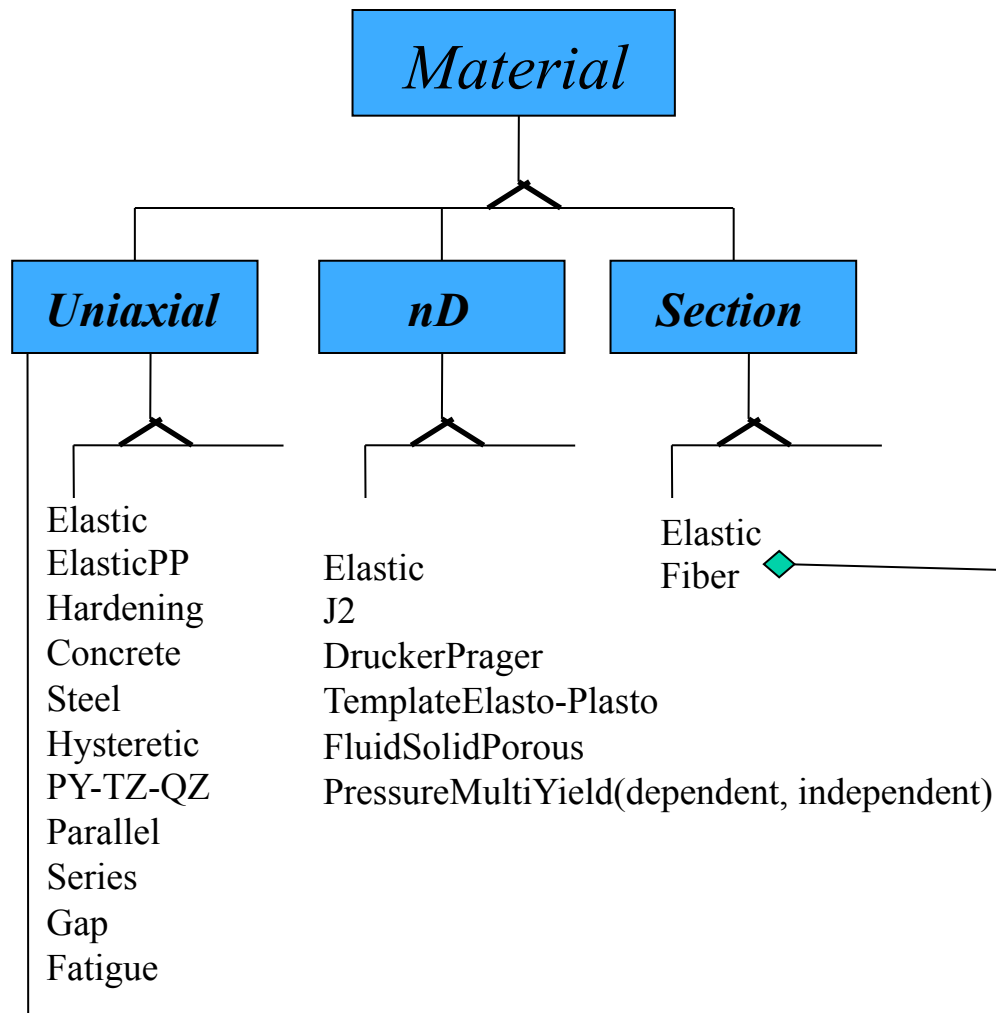 Material
Uniaxial
nD
Section
Elastic
ElasticPP
Hardening
Concrete
Steel
Hysteretic
PY-TZ-QZ
Parallel
Series
Gap
Fatigue
Elastic
J2
DruckerPrager
TemplateElasto-Plasto
FluidSolidPorous
PressureMultiYield(dependent, independent)
Elastic
Fiber